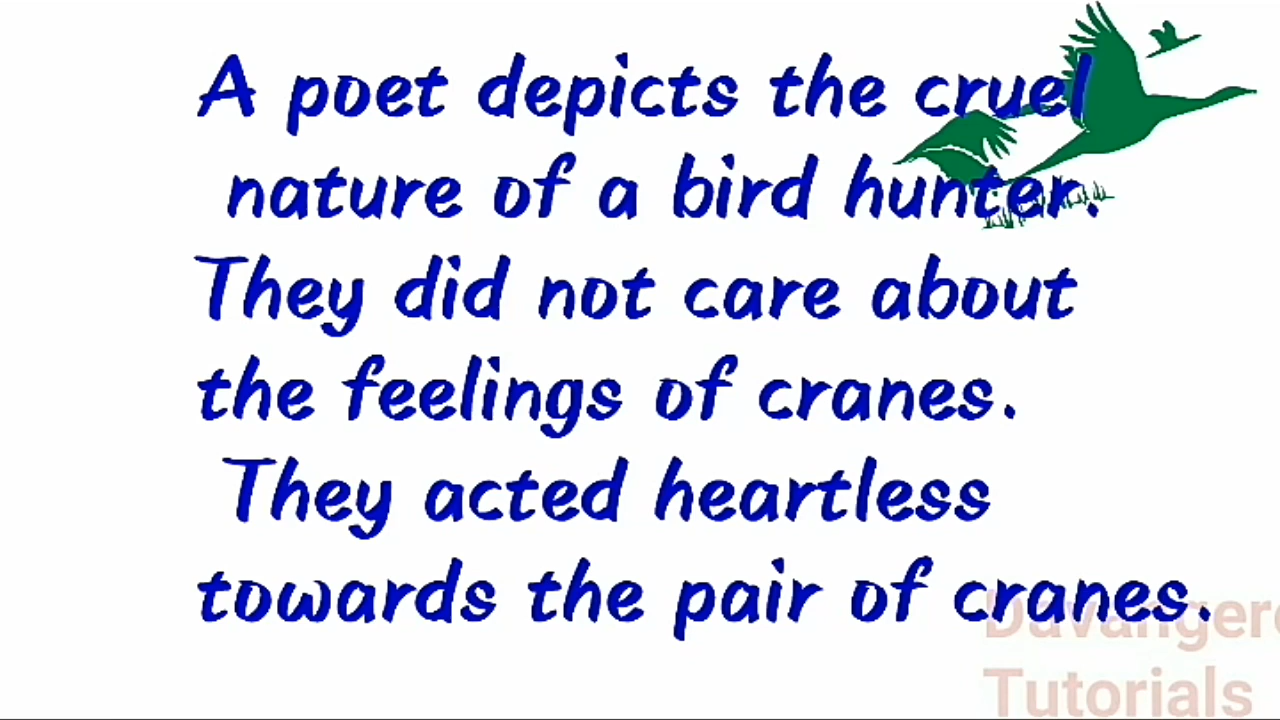 A poet depicts the cruel
nature of a bird hunter.
They did not care about
the feelings of cranes.
They acted heartless
towards the pair of cranes.
Davangere
Tutorials